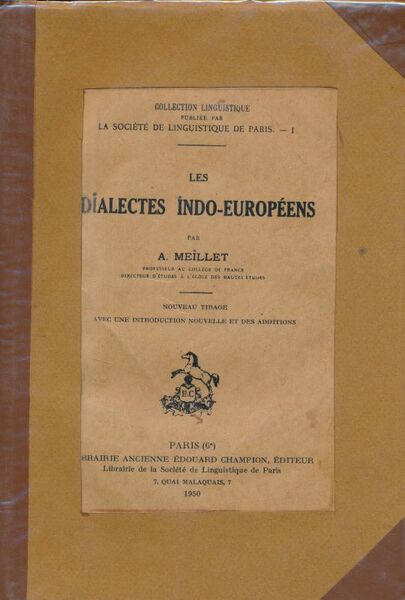 COLLECTION LINGUISTIQUE
PUBLIÉE PAR
LA SOCIÉTÉ DE LINGUISTIQUE DE PARIS. — I
LES
DIALECTES INDO-EUROPÉENS
PAR
A. MEILLET
PROFESSEUR AU COLLÈGE DE FRANCE
DIRECTEUR D'ÉTUDES A L'ÉCOLE DES HAUTES ÉTUDES
NOUVEAU TIRAGE
AVEC UNE INTRODUCTION NOUVELLE ET DES ADDITIONS
PARIS (6e)
BRAIRIE ANCIENNE ÉDOUARD CHAMPION, ÉDITEUR
Librairie de la Société de Linguistique de Paris
7, QUAI MALAQUAIS, 7
1950